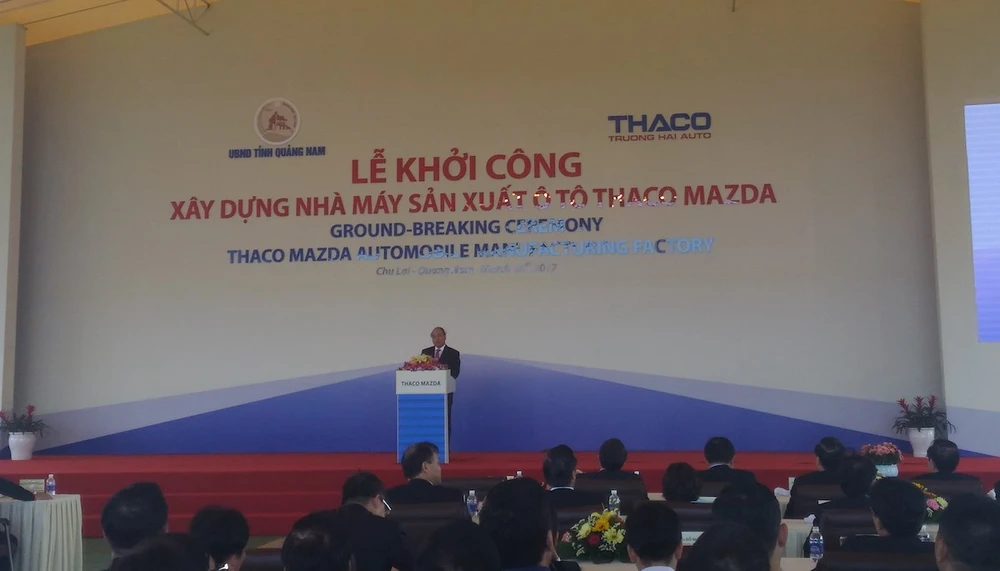 UBND TỈNH QUẢNG NAM
THACO
TRUONG HAI AUTO
LỄ KHỞI CÔNG
XÂY DỰNG NHÀ MÁY SẢN XUẤT Ô TÔ THACO MAZDA
GROUND-BREAKING CEREMONY
THACO MAZDA AUTOMOBILE MANUFACTURING FACTORY
Chu Lai - Quang Nam
THACO MAZDA